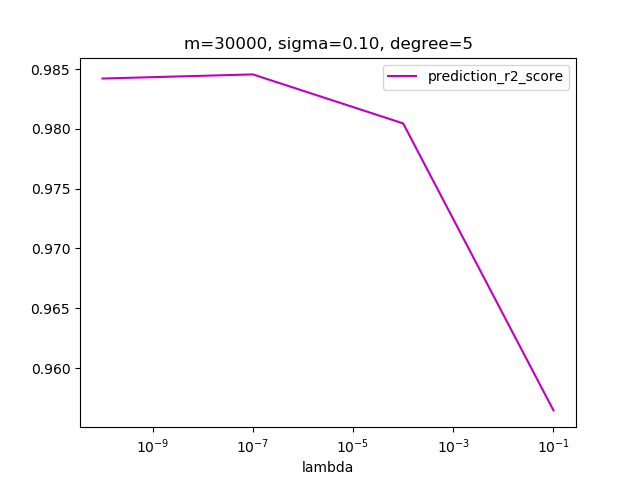 m=30000, sigma=0.10, degree=5
prediction_r2_score
0.985
0.980
0.975
0.970
0.965
0.960
10⁻⁹ 10⁻⁷ 10⁻⁵ 10⁻³ 10⁻¹
lambda